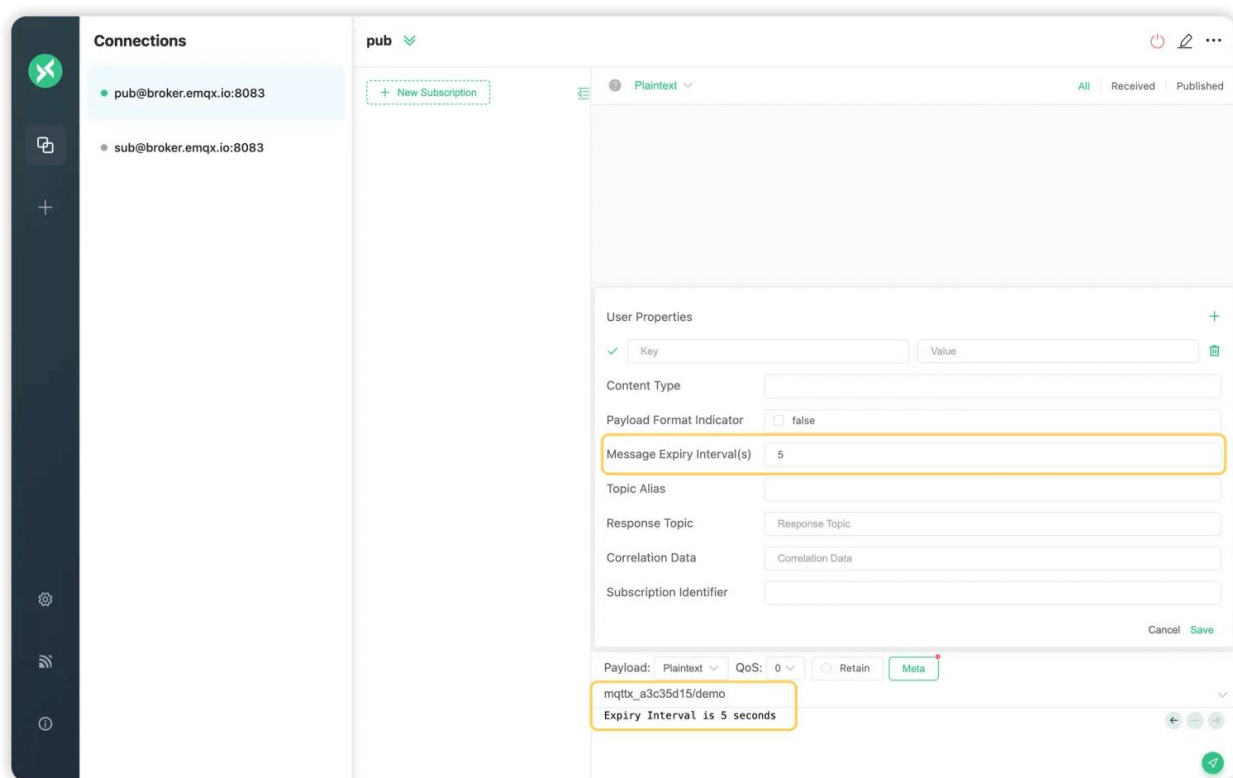 Connections
pub@broker.emqx.io:8083
sub@broker.emqx.io:8083
pub
+ New Subscription
Plaintext
All Received Published
User Properties
Key Value
Content Type
Payload Format Indicator false
Message Expiry Interval(s) 5
Topic Alias
Response Topic Response Topic
Correlation Data Correlation Data
Subscription Identifier
Cancel Save
Payload: Plaintext QoS: 0 Retain Meta
mqttx_a3c35d15/demo
Expiry Interval is 5 seconds